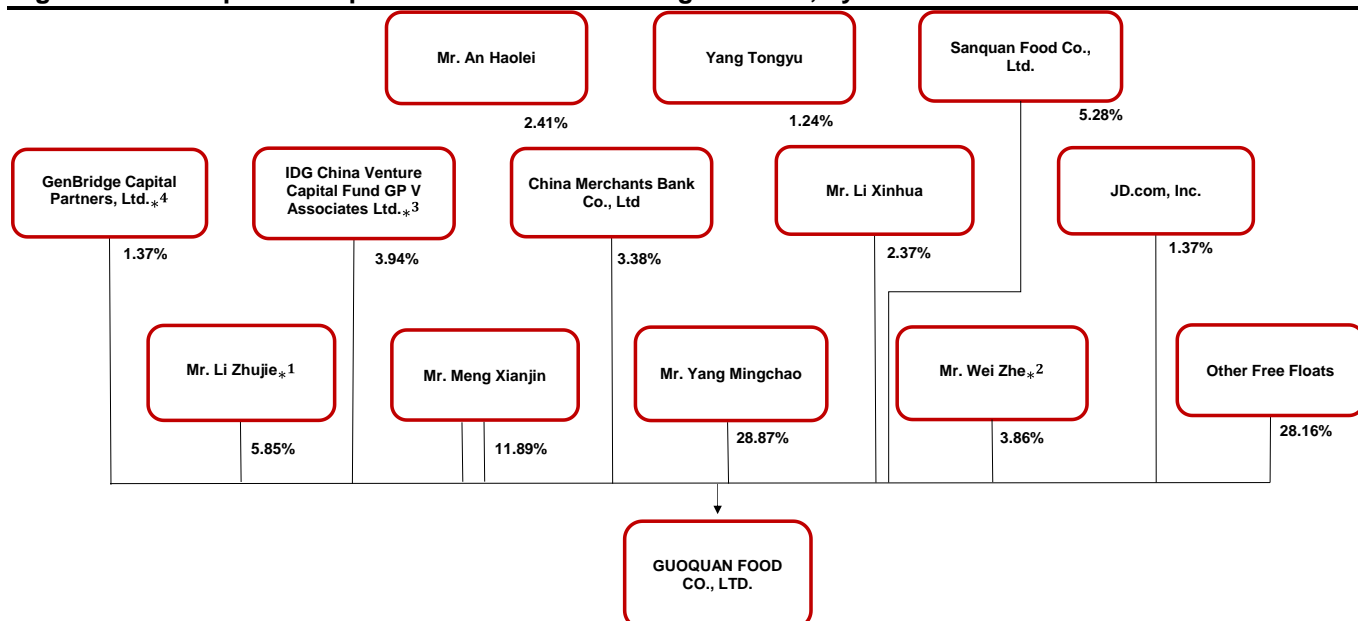 Mr. An Haolei
Yang Tongyu
Sanquan Food Co.,
Ltd.
2.41%
1.24%
5.28%
GenBridge Capital
Partners, Ltd.*4
IDG China Venture
Capital Fund GP V
Associates Ltd.*3
China Merchants Bank
Co., Ltd
Mr. Li Xinhua
JD.com, Inc.
1.37%
3.94%
3.38%
2.37%
1.37%
Mr. Li Zhujie*1
Mr. Meng Xianjin
Mr. Yang Mingchao
Mr. Wei Zhe*2
Other Free Floats
5.85%
11.89%
28.87%
3.86%
28.16%
GUOQUAN FOOD
CO., LTD.